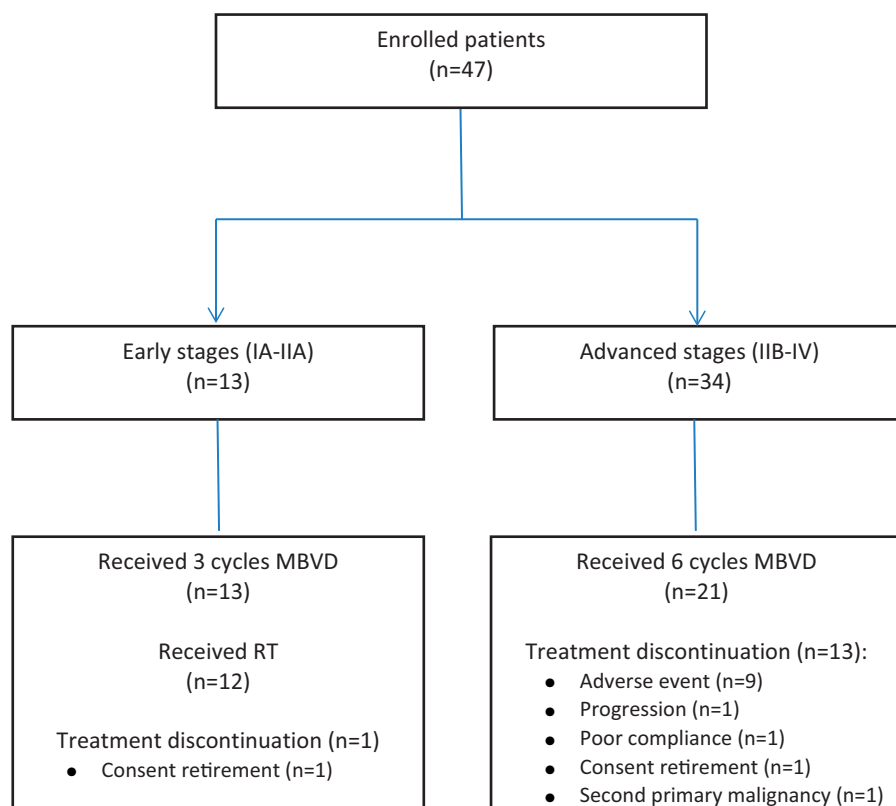 Enrolled patients
(n=47)
Early stages (IA-IIA)
(n=13)
Advanced stages (IIB-IV)
(n=34)
Received 3 cycles MBVD
(n=13)
Received RT
(n=12)
Treatment discontinuation (n=1)
● Consent retirement (n=1)
Received 6 cycles MBVD
(n=21)
Treatment discontinuation (n=13):
● Adverse event (n=9)
● Progression (n=1)
● Poor compliance (n=1)
● Consent retirement (n=1)
● Second primary malignancy (n=1)